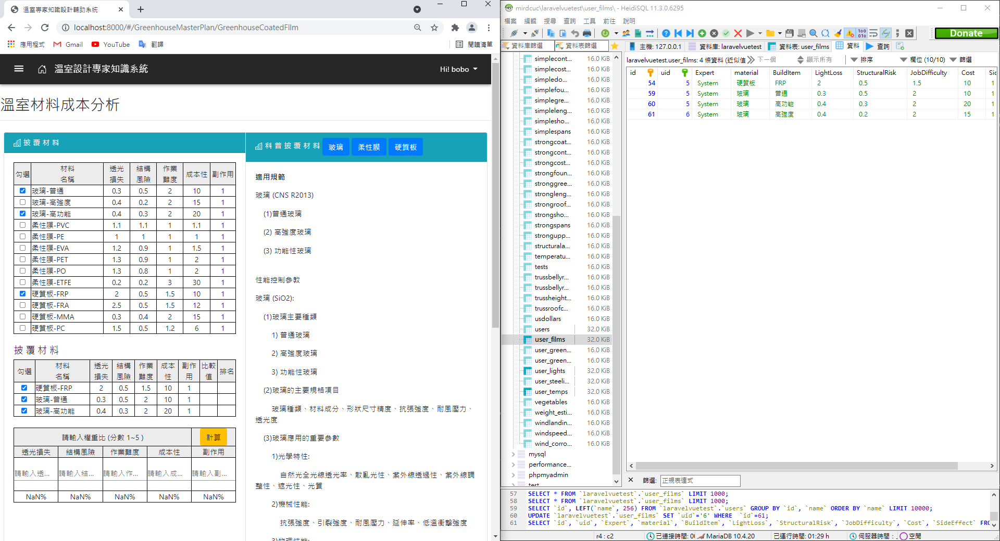 溫室專家知識設計輔助系統
localhost:8000/#/GreenhouseMasterPlan/GreenhouseCoatedFilm
應用程式 Gmail YouTube 翻譯 閱讀清單
溫室設計專家知識系統 Hi! bobo
溫室材料成本分析
披覆材料
勾選 材料名稱 透光損失 結構風險 作業難度 成本性 副作用
玻璃-普通 0.3 0.5 2 10 1
玻璃-高強度 0.4 0.2 2 15 1
玻璃-高功能 0.4 0.3 2 20 1
柔性膜-PVC 1.1 1.1 1 1.1 1
柔性膜-PE 1 1 1 1 1
柔性膜-EVA 1.2 0.9 1 1.5 1
柔性膜-PET 1.3 0.9 1 2 1
柔性膜-PO 1.3 0.8 1 2 1
柔性膜-ETFE 0.2 0.2 3 30 1
硬質板-FRP 2 0.5 1.5 10 1
硬質板-FRA 2.5 0.5 1.5 12 1
硬質板-MMA 0.3 0.4 2 15 1
硬質板-PC 1.5 0.5 1.2 6 1
披覆材料
勾選 材料名稱 透光損失 結構風險 作業難度 成本性 副作用 比較值 排名
硬質板-FRP 2 0.5 1.5 10 1
玻璃-普通 0.3 0.5 2 10 1
玻璃-高功能 0.4 0.3 2 20 1
請輸入權重比 (分數 1~5 ) 計算
透光損失 結構風險 作業難度 成本性 副作用
請輸入透... 請輸入結... 請輸入作... 請輸入成... 請輸入副...
NaN% NaN% NaN% NaN% NaN%
科普披覆材料 玻璃 柔性膜 硬質板
適用規範
玻璃 (CNS R2013)
(1)普通玻璃
(2) 高強度玻璃
(3) 功能性玻璃
性能控制參教
玻璃 (SiO2):
(1)玻璃主要種類
1) 普通玻璃
2) 高強度玻璃
3) 功能性玻璃
(2)玻璃的主要規格項目
玻璃種類、材料成分、形狀尺寸精度、抗張強度、耐風壓力、
透光度
(3)玻璃應用的重要參數
1)光學特性:
自然光全光線透光率、散亂光性、紫外線透過性、紫外線調
整性、遮光性、光質
2)機械性能:
抗張強度、引裂強度、耐風壓力、延伸率、低溫衝擊強度
3)物理性能:
mirdcuc\laravelvuetest\user_films\ - HeidiSQL 11.3.0.6295
檔案 編輯 搜尋 查詢 工具 前往 說明
Donate
資料庫篩選 資料表篩選
simplecont... 16.0 KiB
simplecost... 16.0 KiB
simpledo... 16.0 KiB
simplefou... 16.0 KiB
simplegre... 16.0 KiB
simpleleng... 16.0 KiB
simplesho... 16.0 KiB
simplespans 16.0 KiB
strongcoat... 16.0 KiB
strongcont... 16.0 KiB
strongcost... 16.0 KiB
strongfoun... 16.0 KiB
stronggree... 16.0 KiB
strongleng... 16.0 KiB
strongroof... 16.0 KiB
strongsho... 16.0 KiB
strongspans 16.0 KiB
strongupp... 16.0 KiB
structurala... 16.0 KiB
temperatu... 16.0 KiB
tests 16.0 KiB
trussbellyr... 16.0 KiB
trussbellyr... 16.0 KiB
trussheight... 16.0 KiB
trussroofc... 16.0 KiB
usdollars 16.0 KiB
users 32.0 KiB
user_films 32.0 KiB
user_green... 16.0 KiB
user_green... 16.0 KiB
user_lights 32.0 KiB
user_steeli... 32.0 KiB
user_temps 32.0 KiB
vegetables 16.0 KiB
weight_esti... 16.0 KiB
windlandin... 16.0 KiB
windspeed... 16.0 KiB
wind_corro... 16.0 KiB
mysql
performance...
phpmyadmin
test
主機: 127.0.0.1 資料庫: laravelvuetest 資料表: user_films 資料 查詢
laravelvuetest.user_films: 4 條資料 (近似值 下一個 顯示所有 排序 欄位 (10/10) 篩選
id uid Expert material BuildItem LightLoss StructuralRisk JobDifficulty Cost Sid
54 5 System 硬質板 FRP 2 0.5 1.5 10 1
59 5 System 玻璃 普通 0.3 0.5 2 10 1
60 5 System 玻璃 高功能 0.4 0.3 2 20 1
61 6 System 玻璃 高強度 0.4 0.2 2 15 1
篩選: 正規表達式
57 SELECT * FROM `laravelvuetest`.`user_films` LIMIT 1000;
58 SELECT * FROM `laravelvuetest`.`user_films` LIMIT 1000;
59 SELECT `id`, LEFT(`name`, 256) FROM `laravelvuetest`.`users` GROUP BY `id`, `name` ORDER BY `name` LIMIT 10000;
60 UPDATE `laravelvuetest`.`user_films` SET `uid`='6' WHERE `id`=61;
61 SELECT `id`, `uid`, `Expert`, `material`, `BuildItem`, `LightLoss`, `StructuralRisk`, `JobDifficulty`, `Cost`, `SideEffect` FRO
r4 : c2 已連接時間: 00 MariaDB 10.4.20 已運行時間: 01:29 h 伺服器時間: 空閒